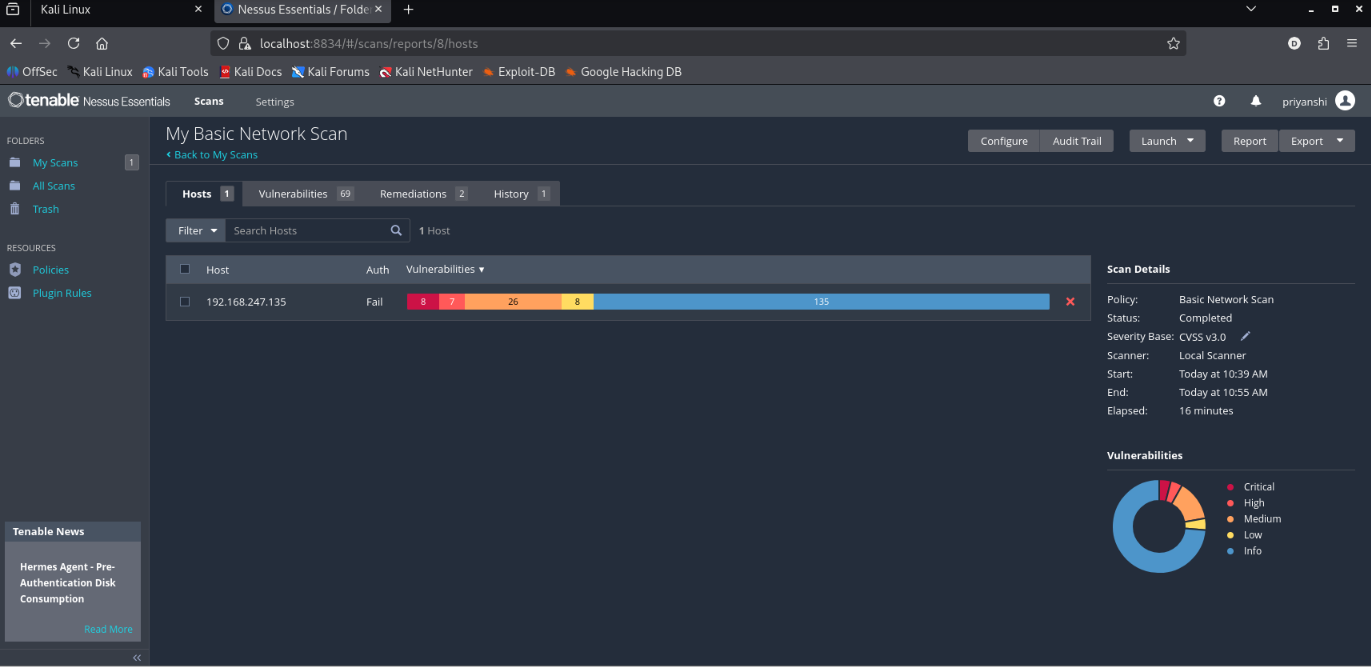 Kali Linux
Nessus Essentials / Folde
localhost:8834/#/scans/reports/8/hosts
D
OffSec Kali Linux Kali Tools Kali Docs Kali Forums Kali NetHunter Exploit-DB Google Hacking DB
tenable Nessus Essentials Scans Settings priyanshi
FOLDERS
My Scans 1
All Scans
Trash
RESOURCES
Policies
Plugin Rules
Tenable News
Hermes Agent - Pre-
Authentication Disk
Consumption
Read More
My Basic Network Scan
Back to My Scans
Configure Audit Trail Launch Report Export
Hosts 1 Vulnerabilities 69 Remediations 2 History 1
Filter Search Hosts 1 Host
Host Auth Vulnerabilities
192.168.247.135 Fail 8 7 26 8 135
Scan Details
Policy: Basic Network Scan
Status: Completed
Severity Base: CVSS v3.0
Scanner: Local Scanner
Start: Today at 10:39 AM
End: Today at 10:55 AM
Elapsed: 16 minutes
Vulnerabilities
Critical
High
Medium
Low
Info